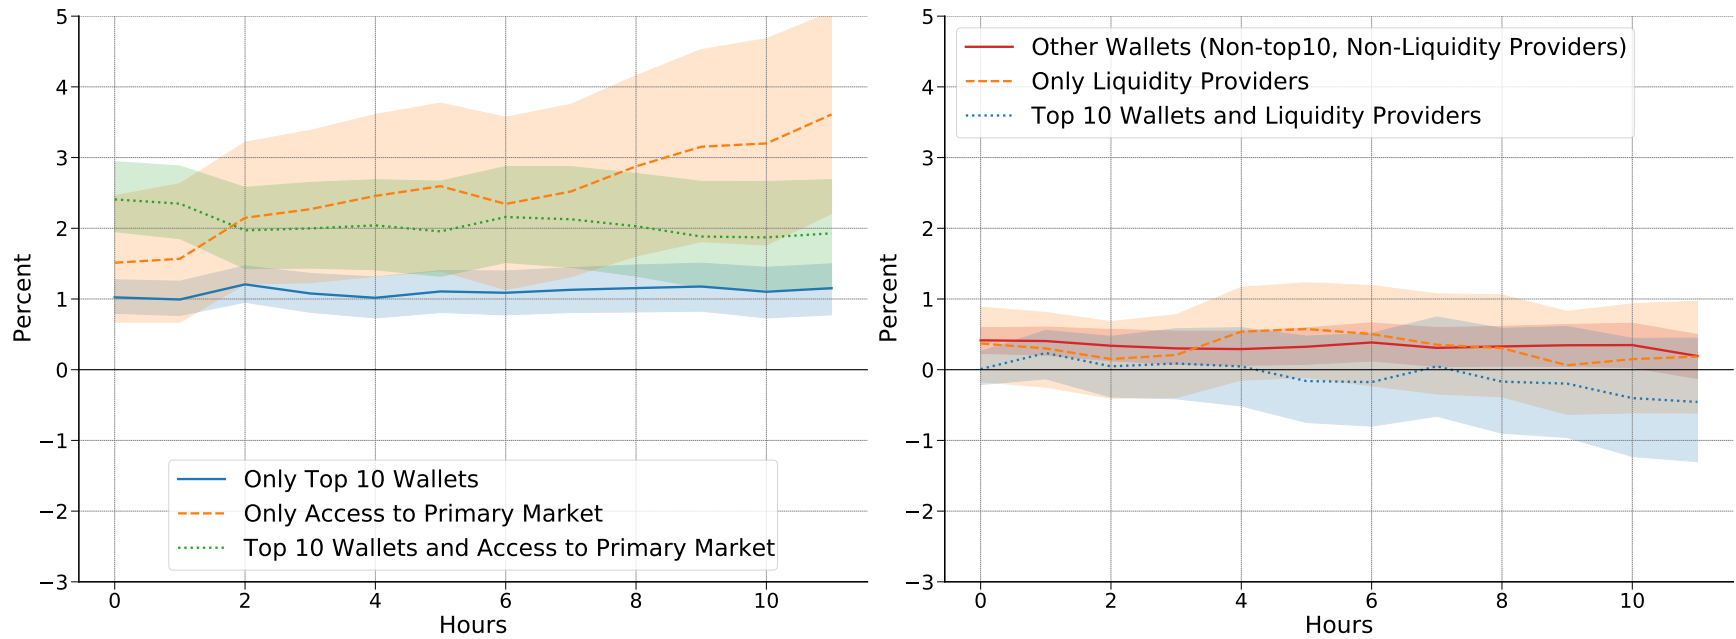 5
4
3
2
1
0
−1
−2
−3
Percent
Only Top 10 Wallets
Only Access to Primary Market
Top 10 Wallets and Access to Primary Market
0 2 4 6 8 10
Hours
5
4
3
2
1
0
−1
−2
−3
Percent
Other Wallets (Non-top10, Non-Liquidity Providers)
Only Liquidity Providers
Top 10 Wallets and Liquidity Providers
0 2 4 6 8 10
Hours